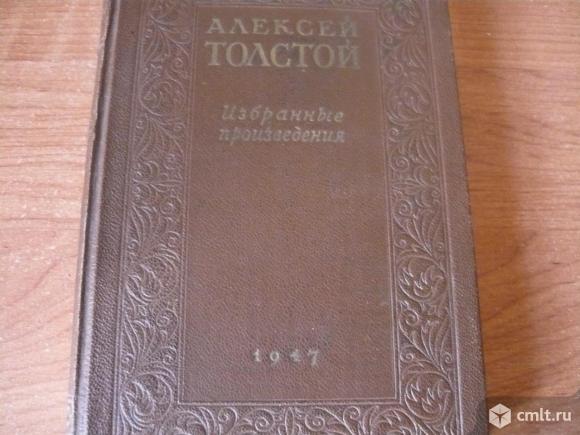 АЛЕКСЕЙ
ТОЛСТОЙ
Избранные
произведения
1947
cmlt.ru